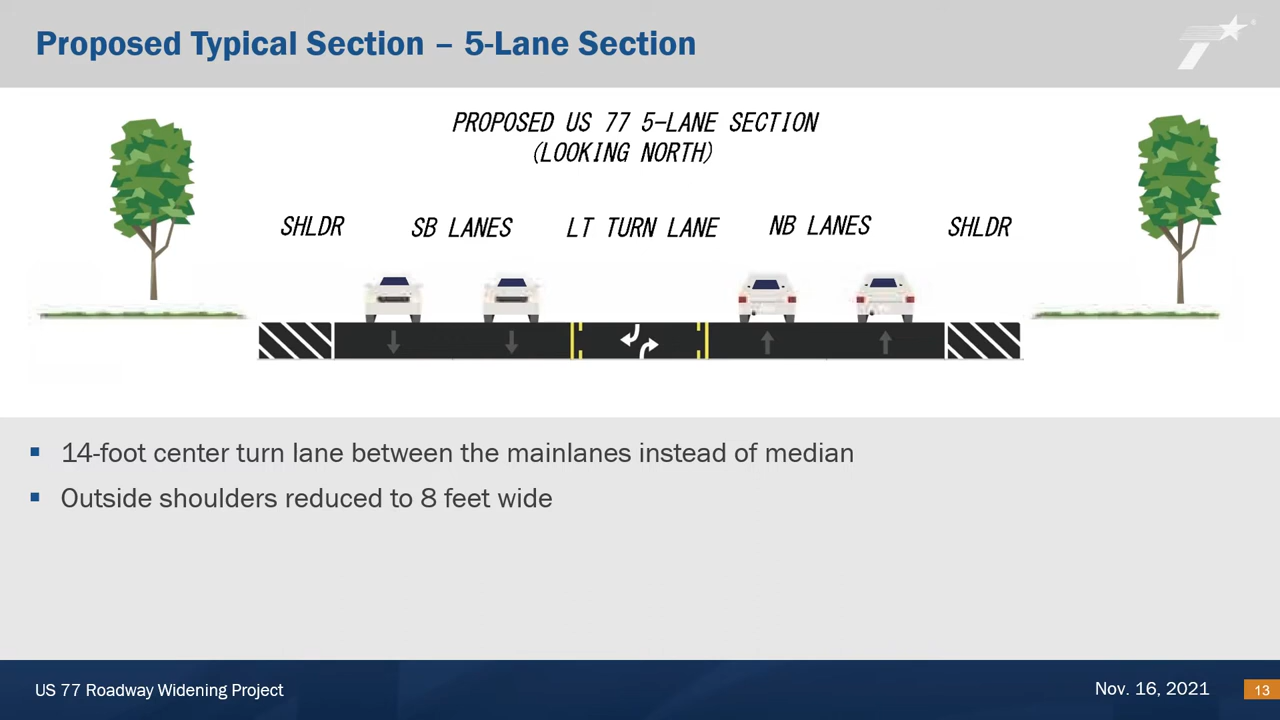 Proposed Typical Section – 5-Lane Section
PROPOSED US 77 5-LANE SECTION
(LOOKING NORTH)
SHLDR SB LANES LT TURN LANE NB LANES SHLDR
▪ 14-foot center turn lane between the mainlanes instead of median
▪ Outside shoulders reduced to 8 feet wide
US 77 Roadway Widening Project
Nov. 16, 2021
13